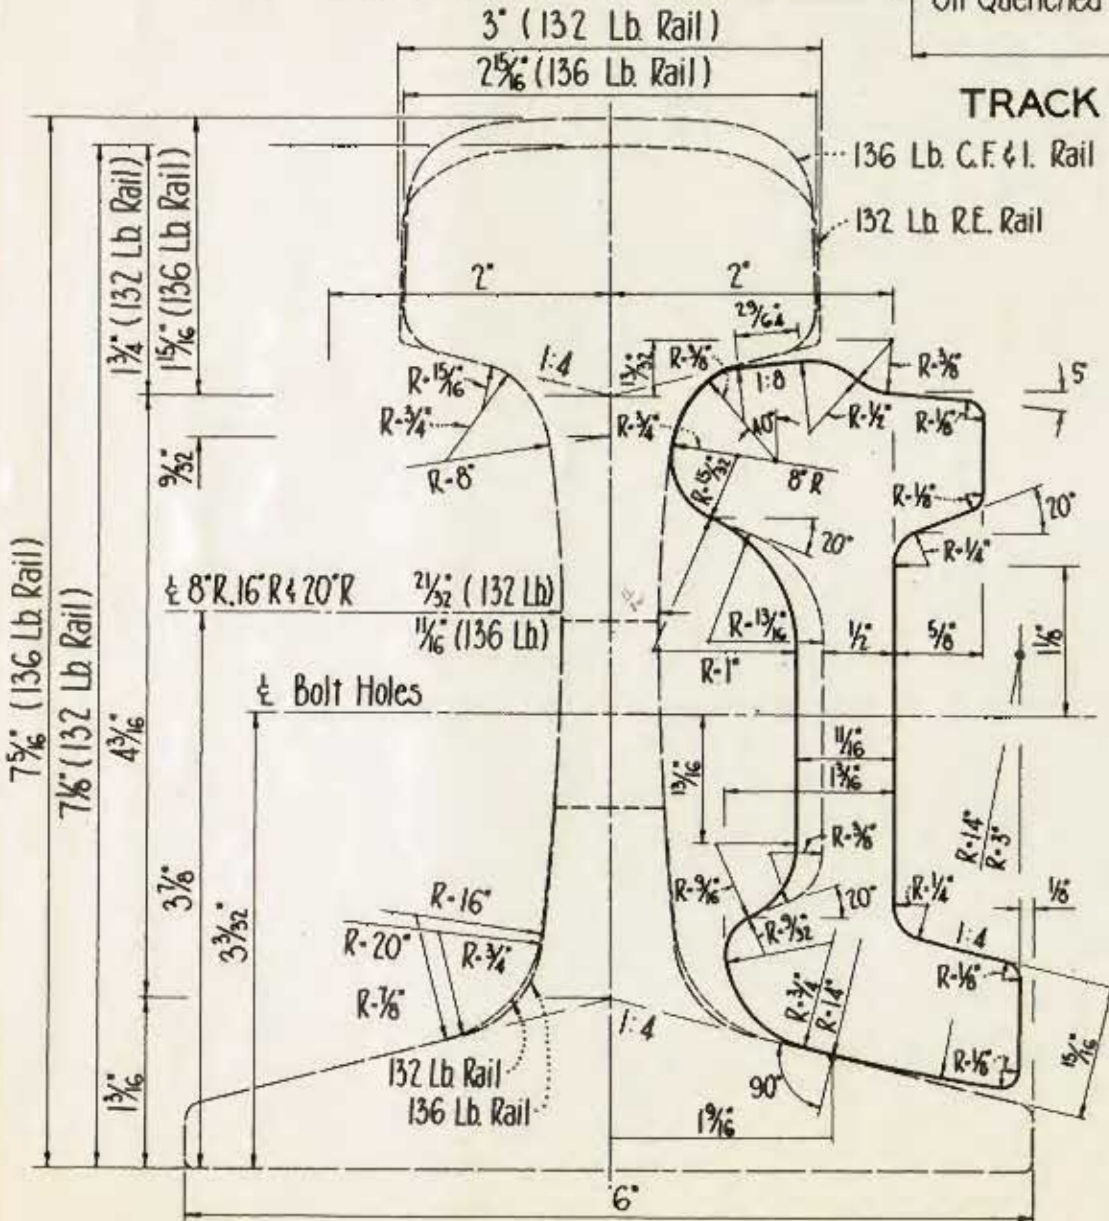 Oil Quenched
3" (132 Lb. Rail)
2 15/16" (136 Lb. Rail)
TRACK
136 Lb. C.F. & I. Rail
132 Lb. R.E. Rail
7 5/16" (136 Lb. Rail)
7 1/8" (132 Lb. Rail)
1 3/4" (132 Lb. Rail)
1 15/16" (136 Lb. Rail)
2"
2"
29/64"
13/32"
R-3/8"
R-15/16"
1:4
1:8
R-3/8"
5°
R-3/4"
R-3/4"
40°
R-1/2"
R-1/8"
9/32"
R-8"
R-15/32"
8" R
R-1/8"
20°
20°
R-1/4"
℄ 8"R. 16"R & 20"R
21/32" (132 Lb.)
11/16" (136 Lb.)
R-13/16"
R-1"
1/2"
5/8"
1 1/8"
℄ Bolt Holes
4 3/16"
11/16"
13/16"
1 3/16"
R-14"
R-3"
R-3/8"
3 7/8"
3 3/32"
R-16"
R-20"
R-3/4"
R-7/8"
R-9/16"
20°
R-9/32"
R-1/4"
1/8"
1:4
R-1/8"
R-3/4"
R-14"
1:4
R-1/8"
15/16"
1 3/16"
132 Lb. Rail
136 Lb. Rail
90°
1 9/16"
6"